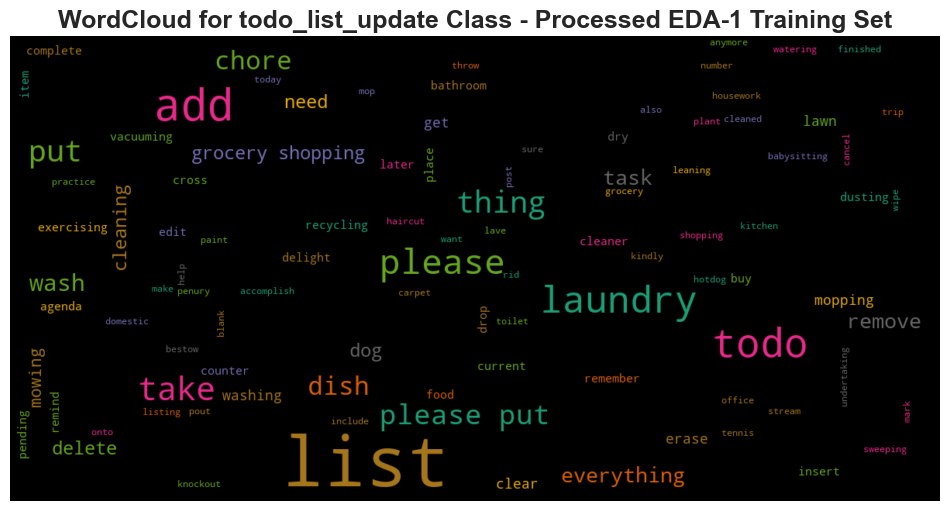 WordCloud for todo_list_update Class - Processed EDA-1 Training Set
complete
chore
anymore
watering
finished
item
today
throw
number
add
need
mop
bathroom
housework
also
trip
put
vacuuming
get
plant
cleaned
lawn
grocery shopping
later
place
sure
dry
cancel
practice
cross
post
task
leaning
babysitting
grocery
cleaning
thing
dusting
wipe
exercising
edit
recycling
haircut
lave
kitchen
paint
want
cleaner
shopping
delight
please
kindly
wash
help
rid
hotdog
buy
make
penury
accomplish
carpet
laundry
mopping
agenda
domestic
blank
drop
toilet
todo
remove
bestow
dog
mowing
take
counter
current
undertaking
washing
dish
food
remember
listing
pout
please put
office
stream
mark
pending
remind
onto
include
tennis
delete
list
erase
sweeping
knockout
clear
everything
insert